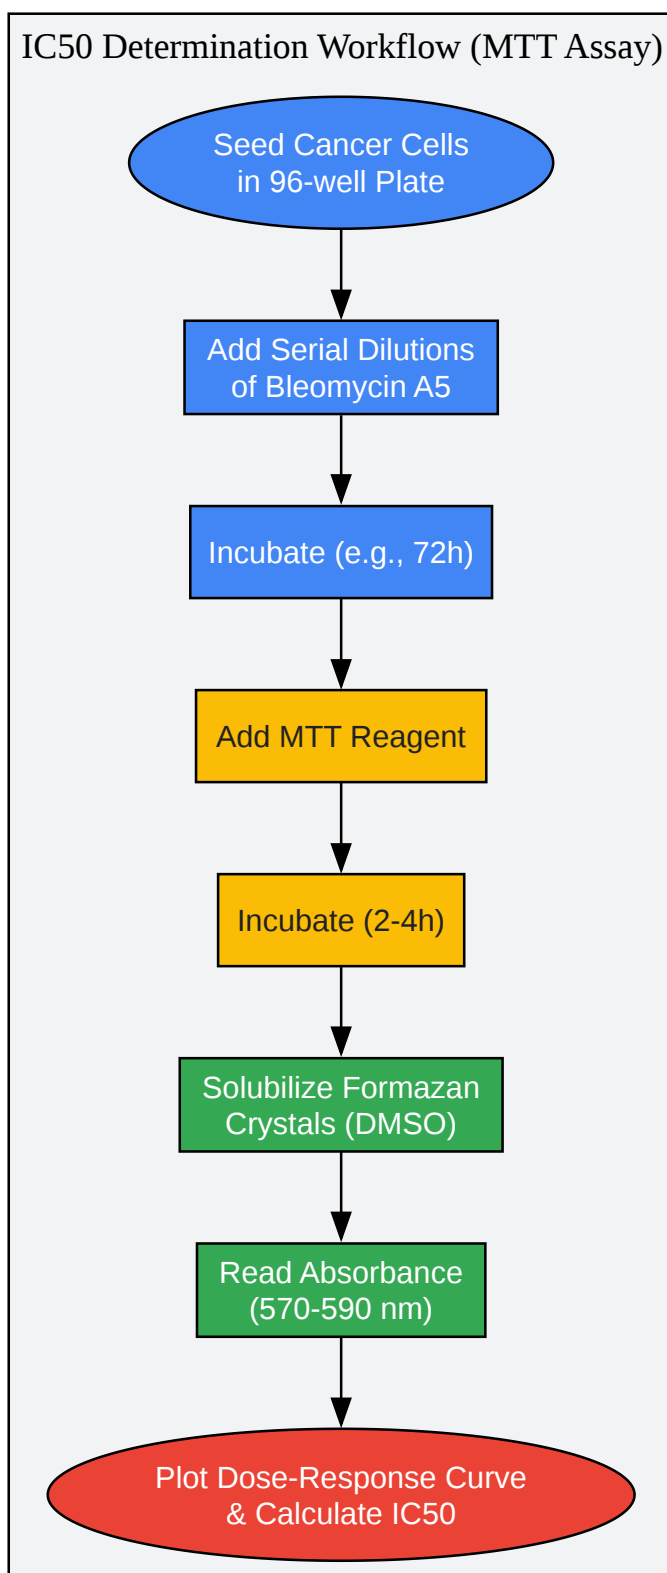 IC50 Determination Workflow (MTT Assay)
Seed Cancer Cells
in 96-well Plate
Add Serial Dilutions
of Bleomycin A5
Incubate (e.g., 72h)
Add MTT Reagent
Incubate (2-4h)
Solubilize Formazan
Crystals (DMSO)
Read Absorbance
(570-590 nm)
Plot Dose-Response Curve
& Calculate IC50